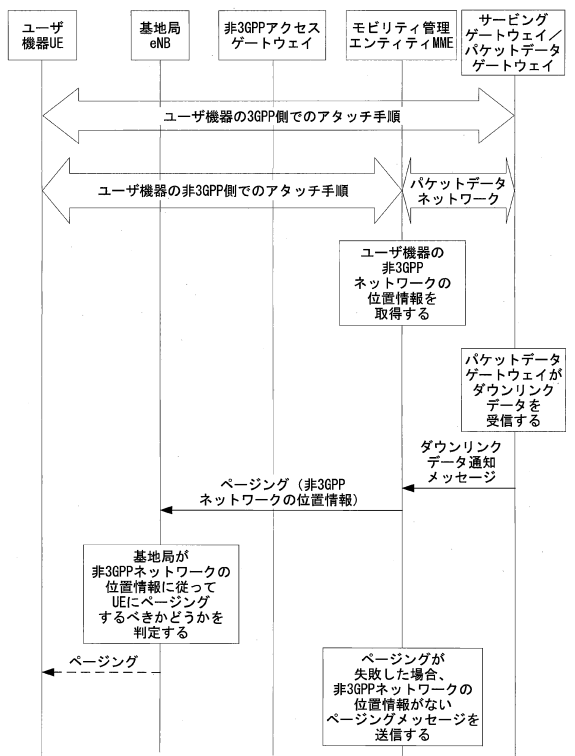 ユーザ
機器UE
基地局
eNB
非3GPPアクセス
ゲートウェイ
モビリティ管理
エンティティMME
サービング
ゲートウェイ/
パケットデータ
ゲートウェイ
ユーザ機器の3GPP側でのアタッチ手順
ユーザ機器の非3GPP側でのアタッチ手順
パケットデータ
ネットワーク
ユーザ機器の
非3GPP
ネットワークの
位置情報を
取得する
パケットデータ
ゲートウェイが
ダウンリンク
データを
受信する
ダウンリンク
データ通知
メッセージ
ページング(非3GPP
ネットワークの位置情報)
基地局が
非3GPPネットワークの
位置情報に従って
UEにページング
するべきかどうかを
判定する
ページング
ページングが
失敗した場合、
非3GPPネットワークの
位置情報がない
ページングメッセージを
送信する